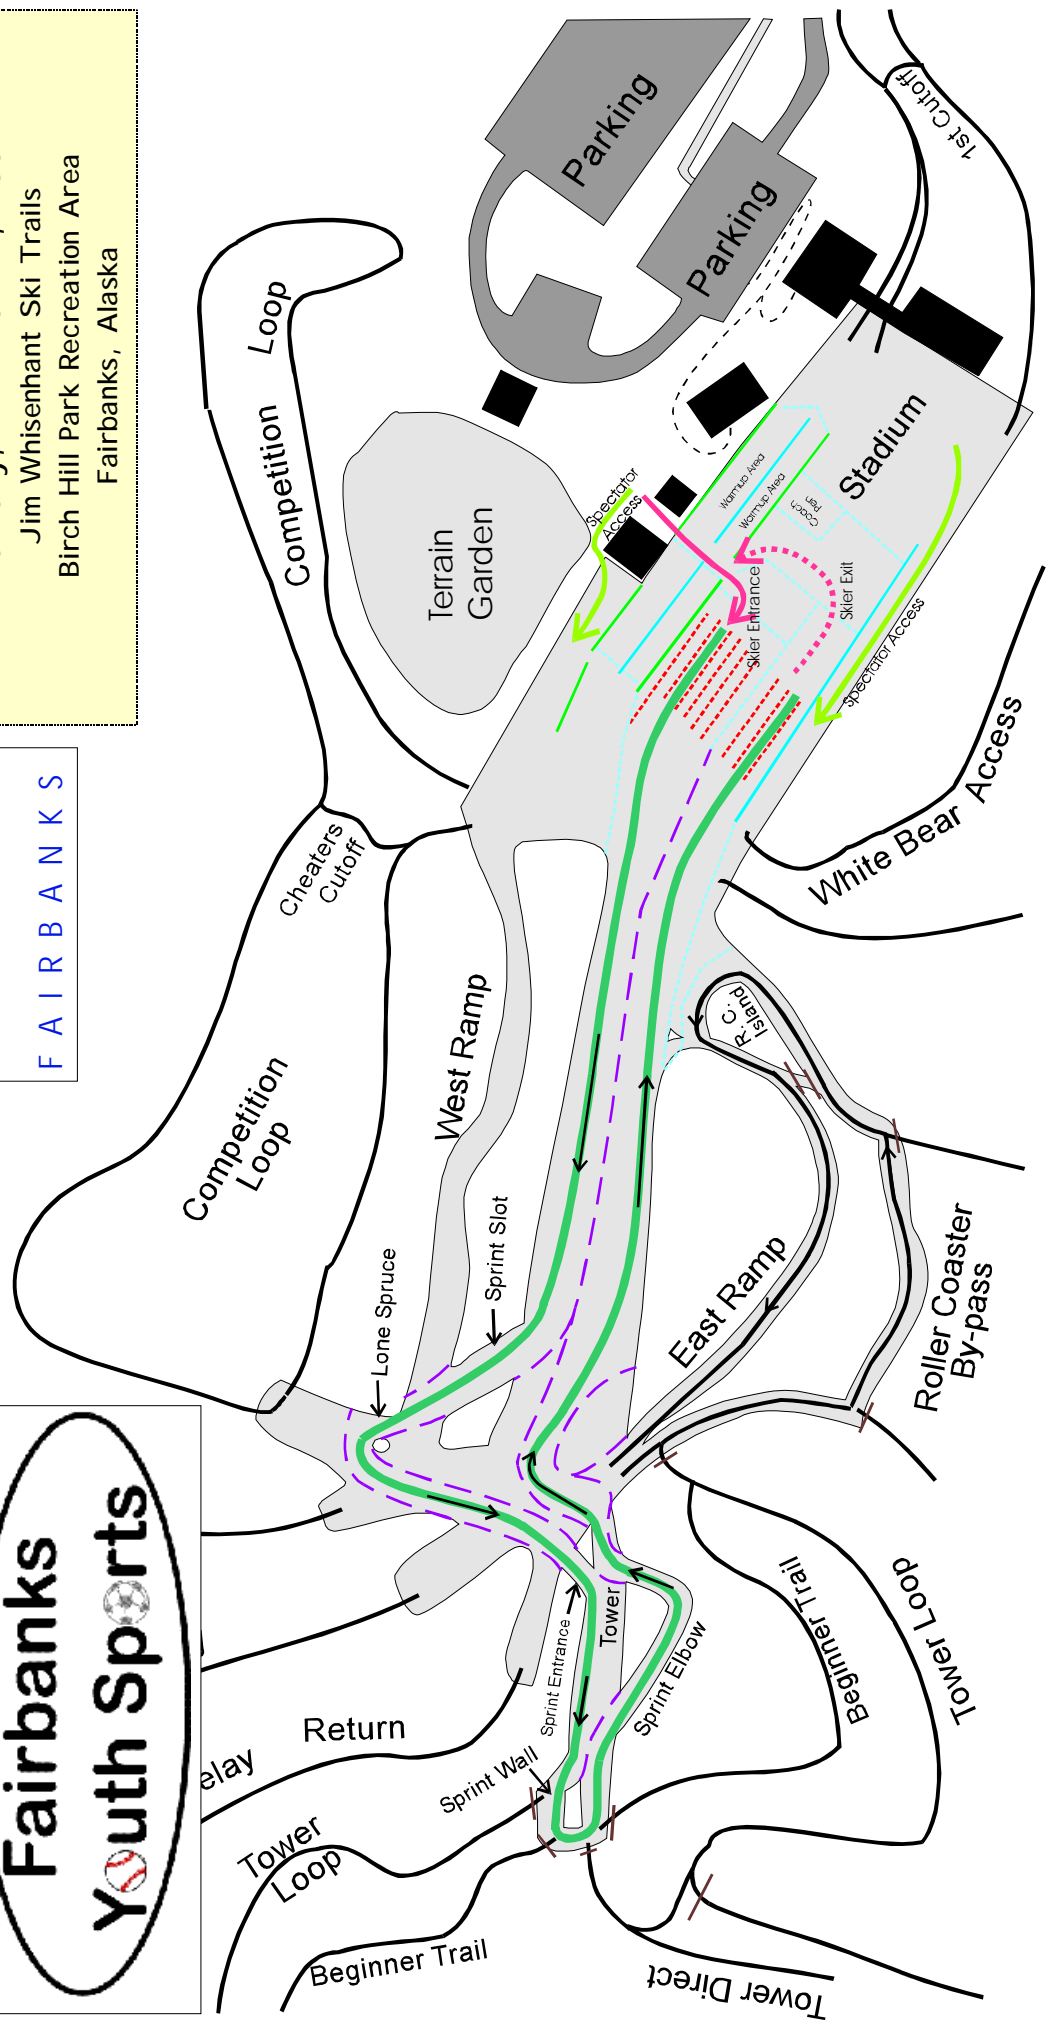 Jim Whisenhant Ski Trails
Birch Hill Park Recreation Area
Fairbanks, Alaska
FAIRBANKS
Fairbanks
Youth Sports
Parking
Parking
1st Cutoff
Loop
Competition
Terrain
Garden
Spectator
Access
Warmup Area
Warmup Area
Coach
Pen
Stadium
Skier Entrance
Skier Exit
Spectator Access
White Bear Access
Cheaters
Cutoff
Competition
Loop
West Ramp
R.C.
Island
Sprint Slot
Lone Spruce
East Ramp
Roller Coaster
By-pass
Tower
Sprint Entrance
Sprint Elbow
Sprint Wall
Beginner Trail
Tower Loop
Return
elay
Tower
Loop
Beginner Trail
Tower Direct